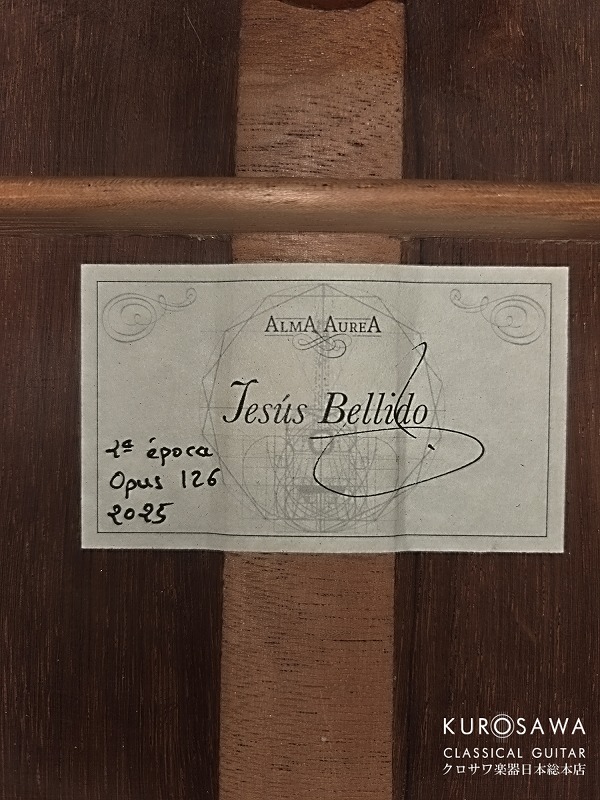 ALMA AUREA
Jesús Bellido
2ª época
Opus 126
2025
KUROSAWA
CLASSICAL GUITAR
クロサワ楽器日本総本店